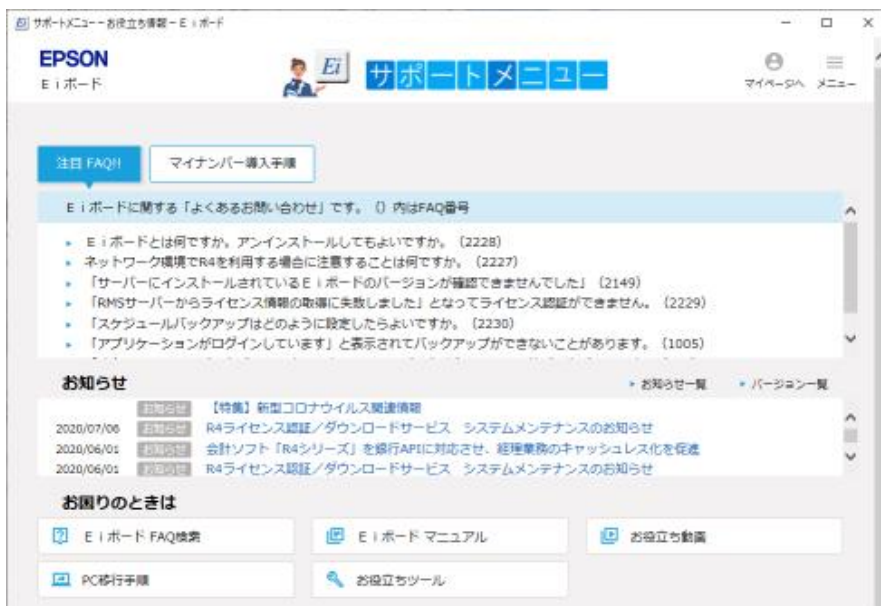 サポートメニュー - お役立ち情報 - Ｅｉボード
EPSON
Ｅｉボード
Ei
サポートメニュー
マイページへ
メニュー
注目 FAQ!!
マイナンバー導入手順
Ｅｉボードに関する「よくあるお問い合わせ」です。（）内はFAQ番号
Ｅｉボードとは何ですか。アンインストールしてもよいですか。（2228）
ネットワーク環境でR4を利用する場合に注意することは何ですか。（2227）
「サーバーにインストールされているＥｉボードのバージョンが確認できませんでした」（2149）
「RMSサーバーからライセンス情報の取得に失敗しました」となってライセンス認証ができません。（2229）
「スケジュールバックアップはどのように設定したらよいですか。（2230）
「アプリケーションがログインしています」と表示されてバックアップができないことがあります。（1005）
お知らせ
お知らせ一覧
バージョン一覧
お知らせ 【特集】新型コロナウイルス関連情報
2020/07/06 お知らせ R4ライセンス認証／ダウンロードサービス システムメンテナンスのお知らせ
2020/06/01 お知らせ 会計ソフト「R4シリーズ」を銀行APIに対応させ、経理業務のキャッシュレス化を促進
2020/06/01 お知らせ R4ライセンス認証／ダウンロードサービス システムメンテナンスのお知らせ
お困りのときは
Ｅｉボード FAQ検索
Ｅｉボード マニュアル
お役立ち動画
PC移行手順
お役立ちツール